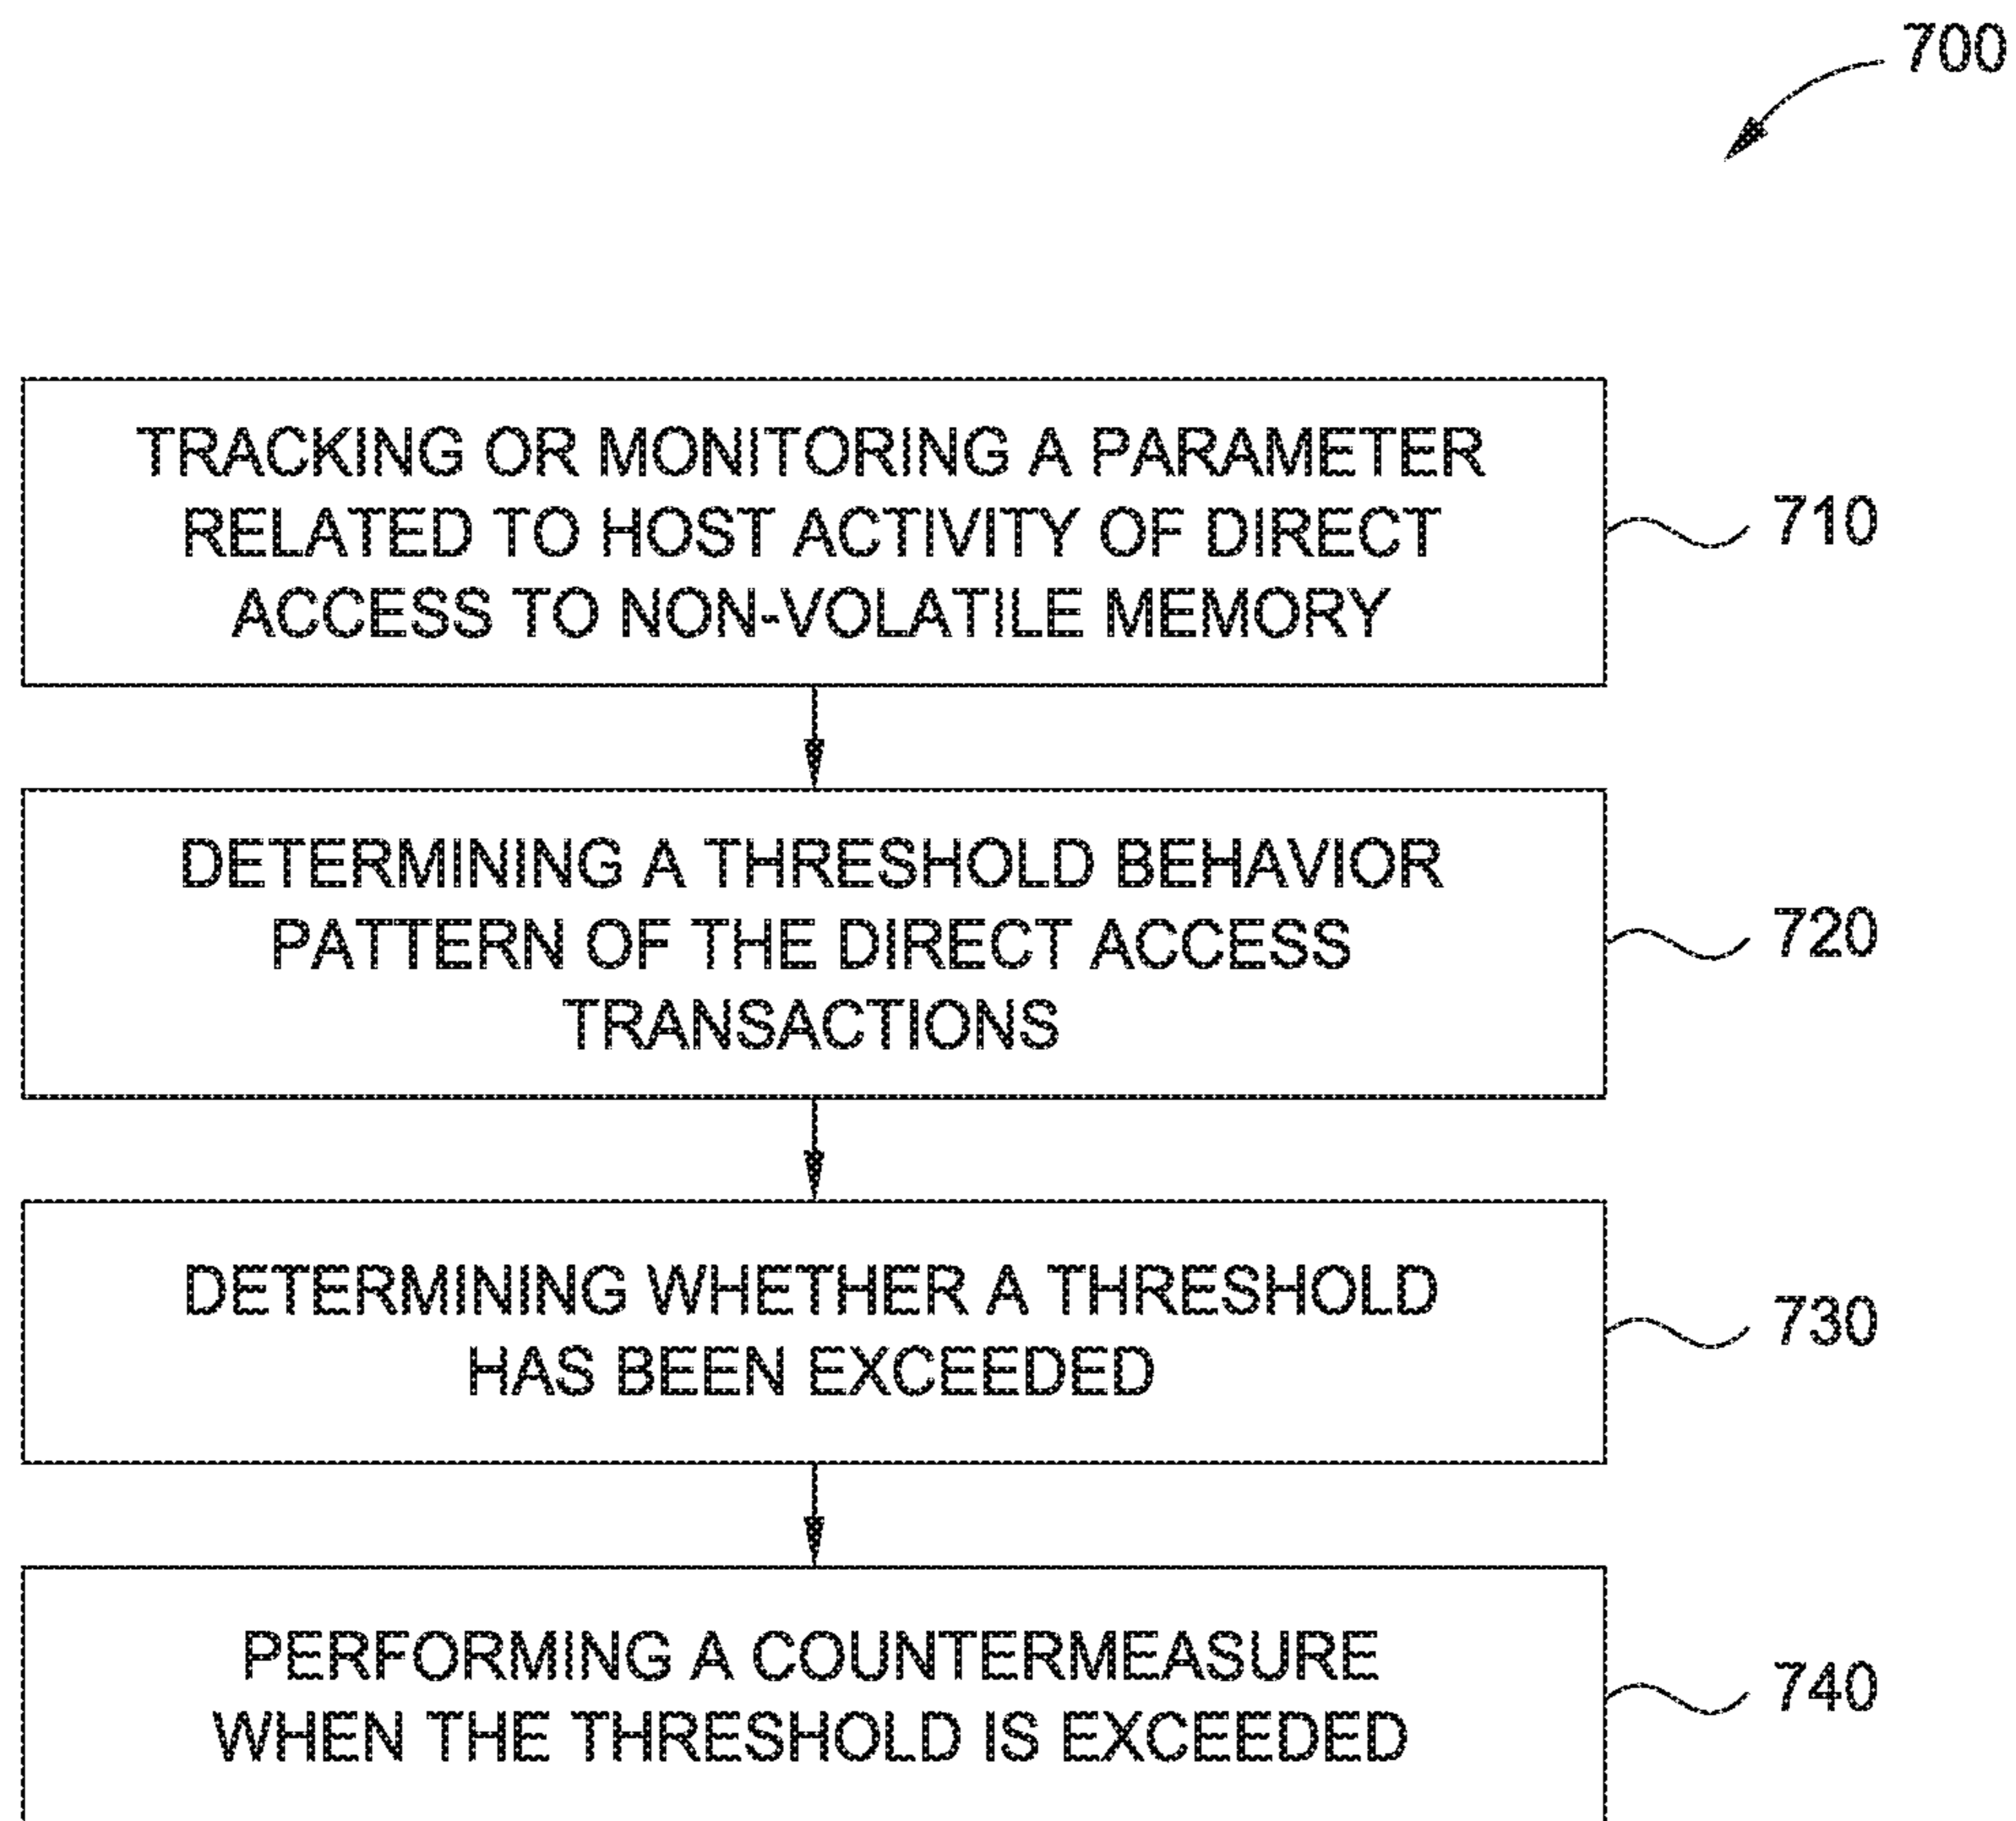 700
TRACKING OR MONITORING A PARAMETER
RELATED TO HOST ACTIVITY OF DIRECT
ACCESS TO NON-VOLATILE MEMORY
710
DETERMINING A THRESHOLD BEHAVIOR
PATTERN OF THE DIRECT ACCESS
TRANSACTIONS
720
DETERMINING WHETHER A THRESHOLD
HAS BEEN EXCEEDED
730
PERFORMING A COUNTERMEASURE
WHEN THE THRESHOLD IS EXCEEDED
740